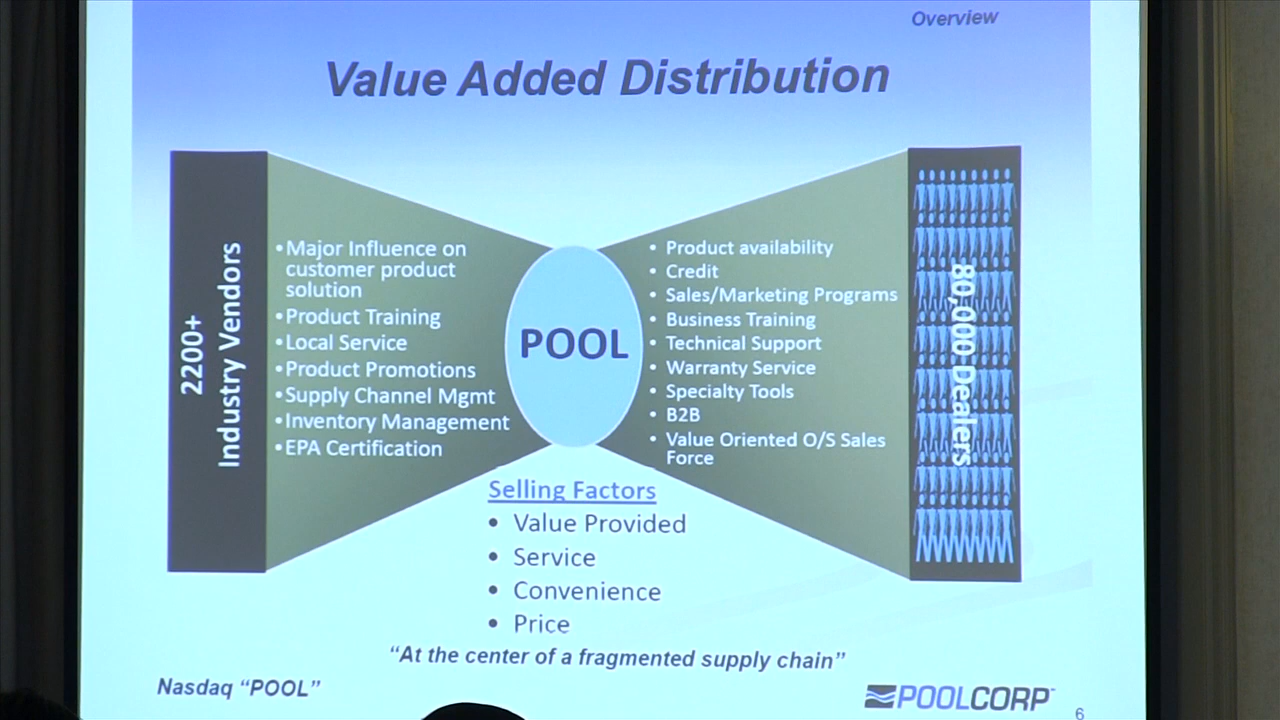 Overview
Value Added Distribution
2200+
Industry Vendors
•Major Influence on
customer product
solution
•Product Training
•Local Service
•Product Promotions
•Supply Channel Mgmt
•Inventory Management
•EPA Certification
POOL
• Product availability
• Credit
• Sales/Marketing Programs
• Business Training
• Technical Support
• Warranty Service
• Specialty Tools
• B2B
• Value Oriented O/S Sales
Force
80,000 Dealers
Selling Factors
• Value Provided
• Service
• Convenience
• Price
“At the center of a fragmented supply chain”
Nasdaq “POOL”
POOLCORP
6